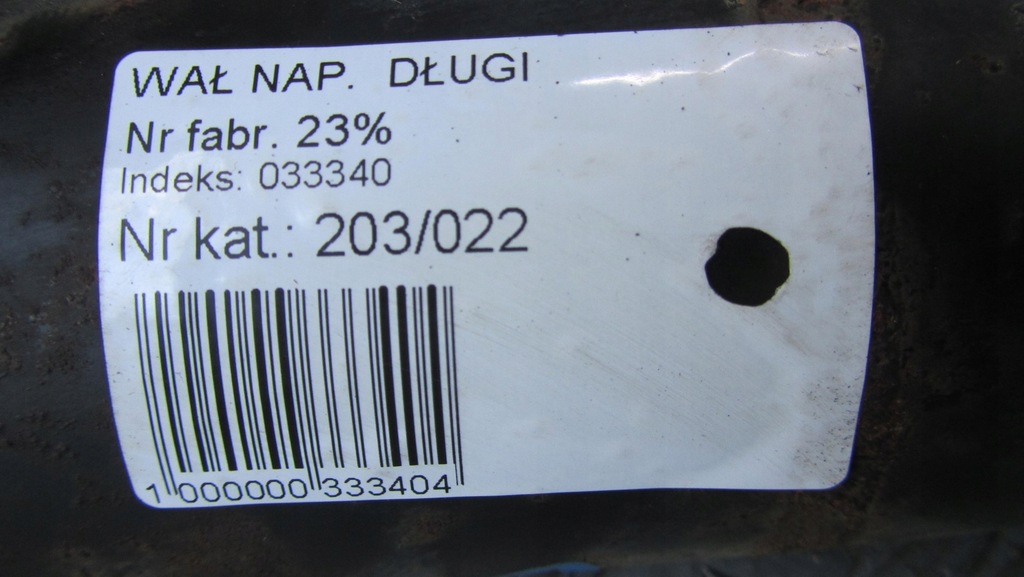 WAŁ NAP. DŁUGI
Nr fabr. 23%
Indeks: 033340
Nr kat.: 203/022
1 000000 333404